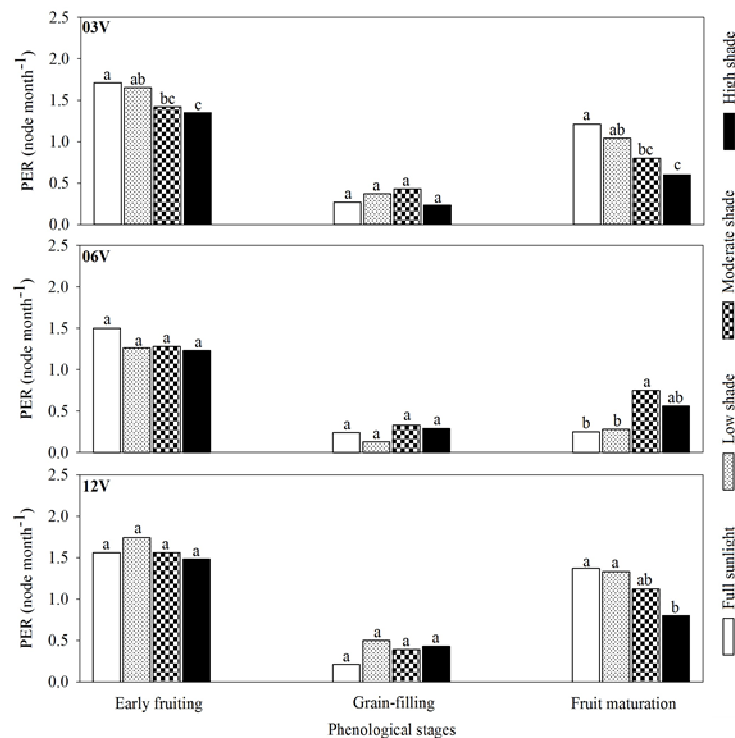 03V
2.5
2.0
1.5
1.0
0.5
0.0
PER (node month⁻¹)
a ab bc c
a a a a
a ab bc c
06V
2.5
2.0
1.5
1.0
0.5
0.0
PER (node month⁻¹)
a a a a
a a a a
b b a ab
12V
2.5
2.0
1.5
1.0
0.5
0.0
PER (node month⁻¹)
a a a a
a a a a
a a ab b
Early fruiting Grain-filling Fruit maturation
Phenological stages
High shade
Moderate shade
Low shade
Full sunlight